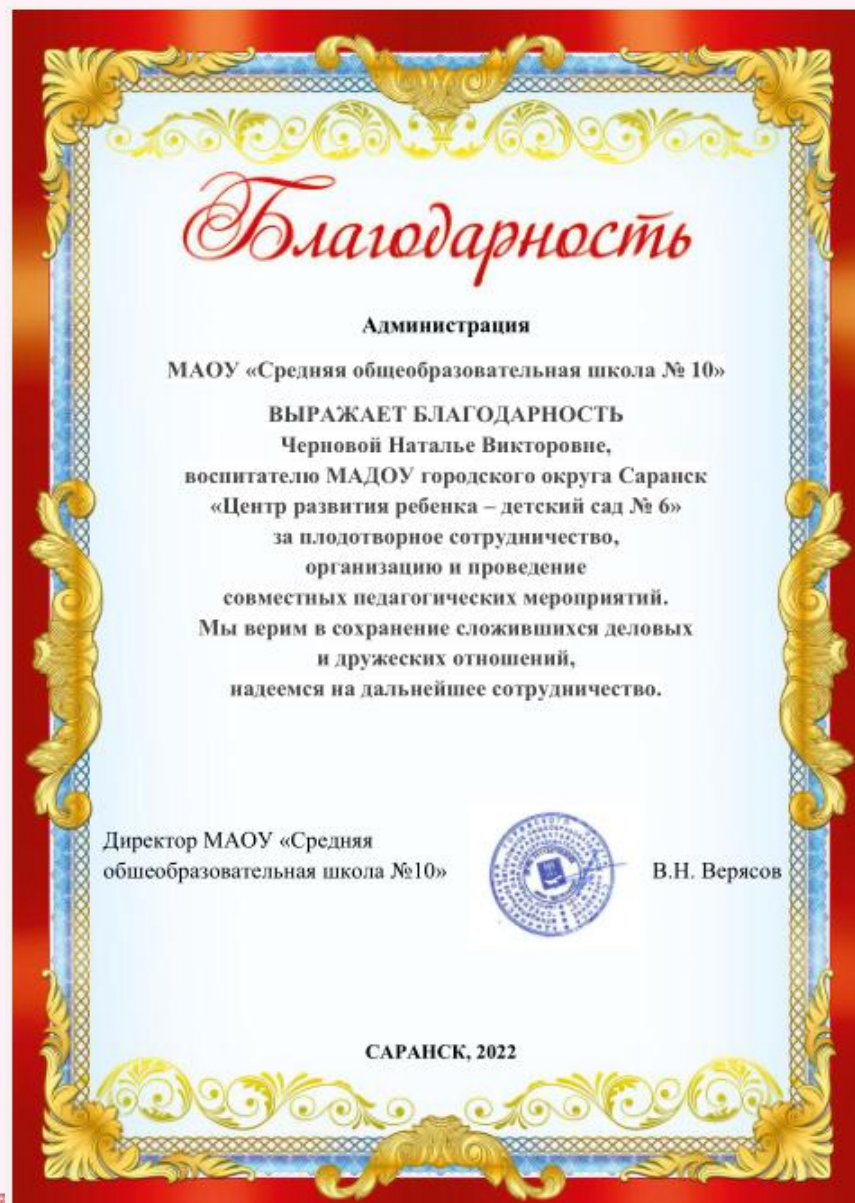 Благодарность
Администрация
МАОУ «Средняя общеобразовательная школа № 10»
ВЫРАЖАЕТ БЛАГОДАРНОСТЬ
Черновой Наталье Викторовне,
воспитателю МАДОУ городского округа Саранск
«Центр развития ребенка – детский сад № 6»
за плодотворное сотрудничество,
организацию и проведение
совместных педагогических мероприятий.
Мы верим в сохранение сложившихся деловых
и дружеских отношений,
надеемся на дальнейшее сотрудничество.
Директор МАОУ «Средняя
общеобразовательная школа №10»
В.Н. Верясов
САРАНСК, 2022